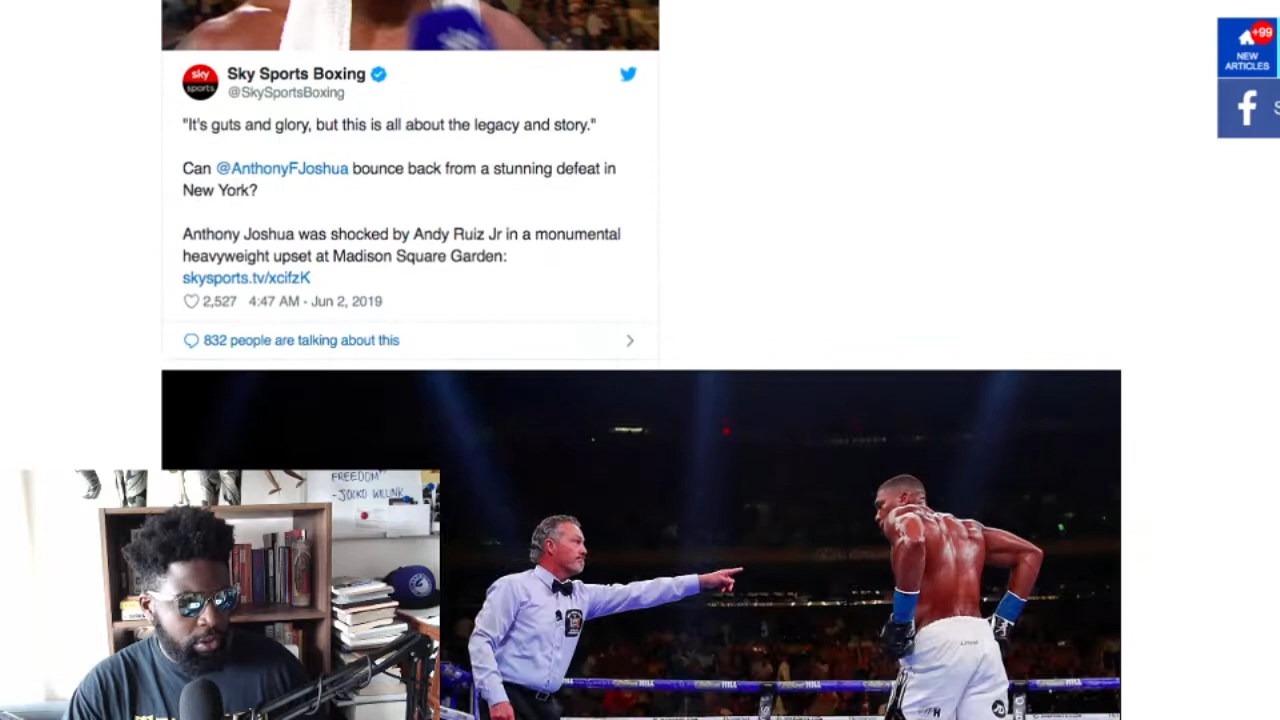 sky
sports
Sky Sports Boxing
@SkySportsBoxing
"It's guts and glory, but this is all about the legacy and story."
Can @AnthonyFJoshua bounce back from a stunning defeat in
New York?
Anthony Joshua was shocked by Andy Ruiz Jr in a monumental
heavyweight upset at Madison Square Garden:
skysports.tv/xcifzK
2,527 4:47 AM - Jun 2, 2019
832 people are talking about this
+99
NEW
ARTICLES
f S
FREEDOM"
-JOCKO WILLINK